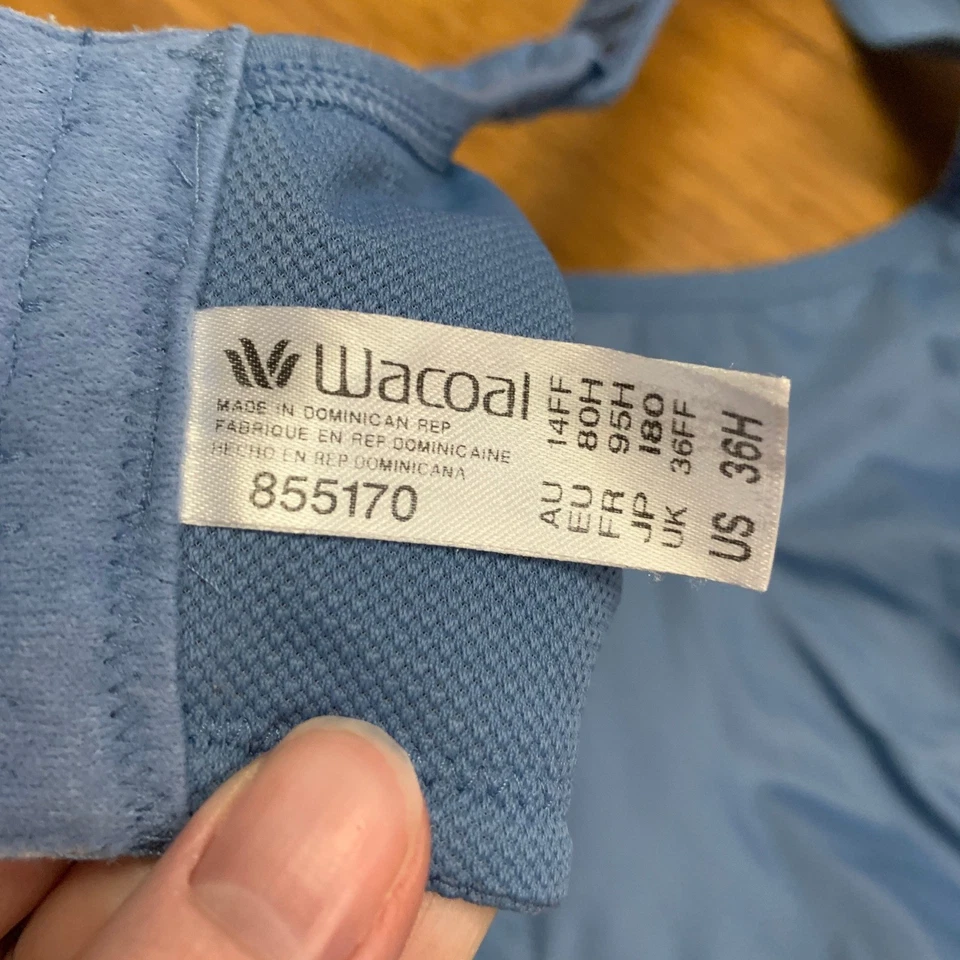 Wacoal
MADE IN DOMINICAN REP
FABRIQUE EN REP DOMINICAINE
HECHO EN REP DOMINICANA
855170
AU 14FF
EU 80H
FR 95H
JP I80
UK 36FF
US 36H